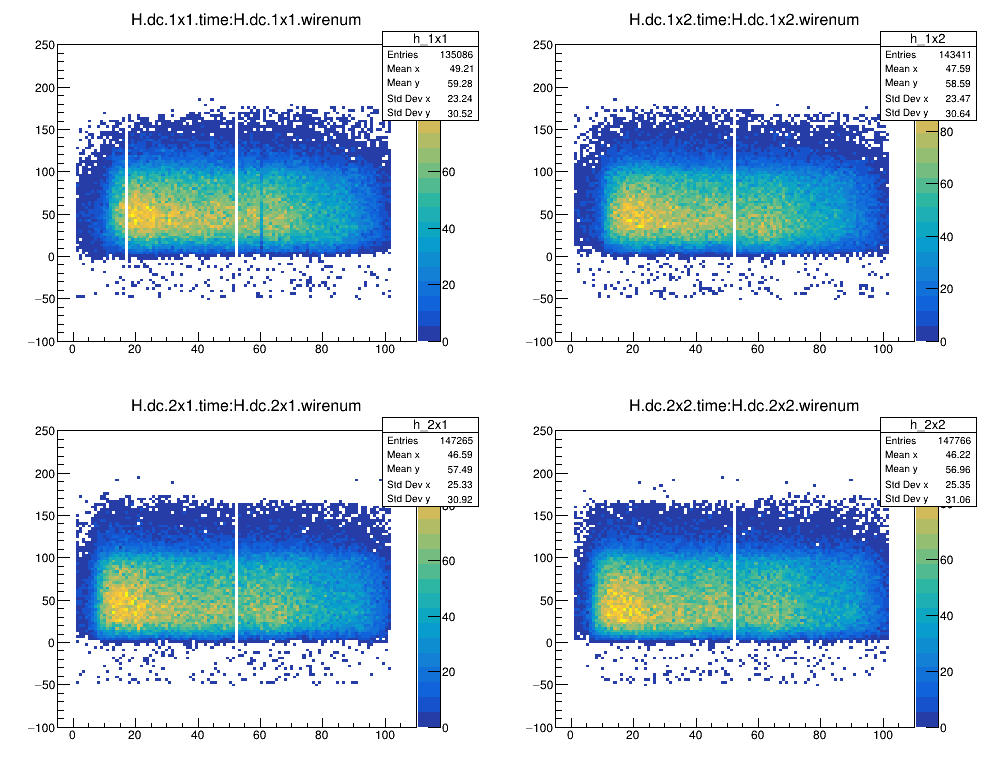 H.dc.1x1.time:H.dc.1x1.wirenum
h_1x1
Entries 135086
Mean x 49.21
Mean y 59.28
Std Dev x 23.24
Std Dev y 30.52
250
200
150
100
50
0
−50
−100
0 20 40 60 80 100
60
40
20
0
H.dc.1x2.time:H.dc.1x2.wirenum
h_1x2
Entries 143411
Mean x 47.59
Mean y 58.59
Std Dev x 23.47
Std Dev y 30.64
250
200
150
100
50
0
−50
−100
0 20 40 60 80 100
80
60
40
20
0
H.dc.2x1.time:H.dc.2x1.wirenum
h_2x1
Entries 147265
Mean x 46.59
Mean y 57.49
Std Dev x 25.33
Std Dev y 30.92
250
200
150
100
50
0
−50
−100
0 20 40 60 80 100
60
40
20
0
H.dc.2x2.time:H.dc.2x2.wirenum
h_2x2
Entries 147766
Mean x 46.22
Mean y 56.96
Std Dev x 25.35
Std Dev y 31.06
250
200
150
100
50
0
−50
−100
0 20 40 60 80 100
60
40
20
0